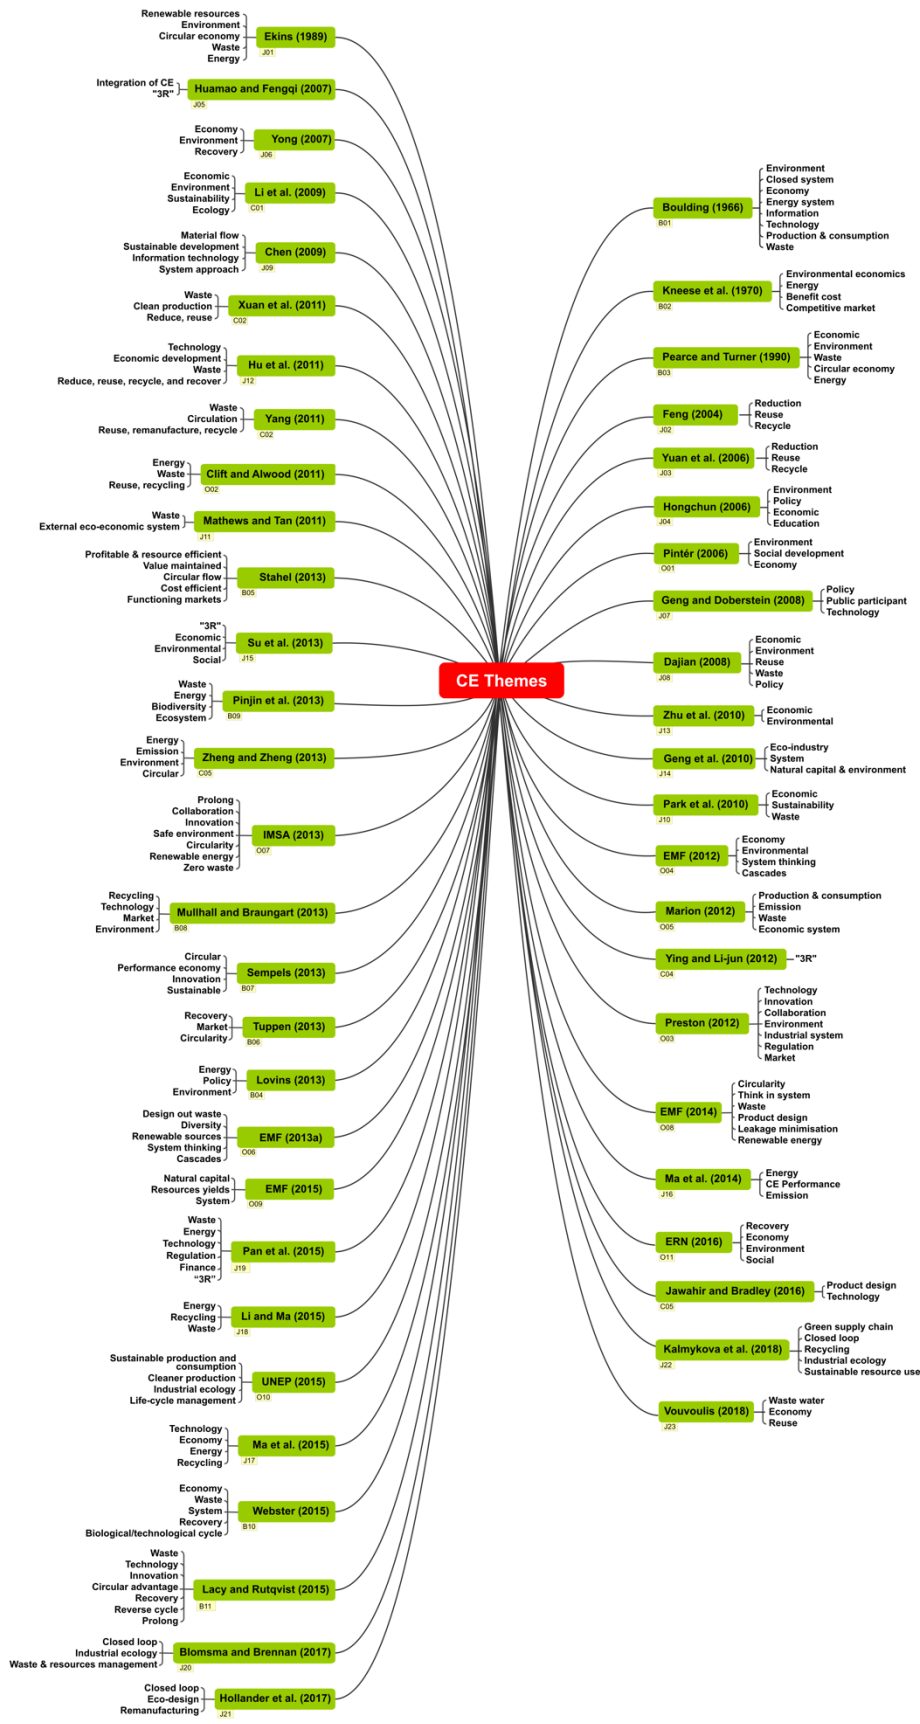 Renewable resources
Environment
Circular economy
Waste
Energy
Ekins (1989)
J01
Integration of CE
"3R"
Huamao and Fengqi (2007)
J05
Economy
Environment
Recovery
Yong (2007)
J06
Economic
Environment
Sustainability
Ecology
Li et al. (2009)
C01
Material flow
Sustainable development
Information technology
System approach
Chen (2009)
J09
Waste
Clean production
Reduce, reuse
Xuan et al. (2011)
C02
Technology
Economic development
Waste
Reduce, reuse, recycle, and recover
Hu et al. (2011)
J12
Waste
Circulation
Reuse, remanufacture, recycle
Yang (2011)
C02
Energy
Waste
Reuse, recycling
Clift and Alwood (2011)
O02
Waste
External eco-economic system
Mathews and Tan (2011)
J11
Profitable & resource efficient
Value maintained
Circular flow
Cost efficient
Functioning markets
Stahel (2013)
B05
"3R"
Economic
Environmental
Social
Su et al. (2013)
J15
Waste
Energy
Biodiversity
Ecosystem
Pinjin et al. (2013)
B09
Energy
Emission
Environment
Circular
Zheng and Zheng (2013)
C05
Prolong
Collaboration
Innovation
Safe environment
Circularity
Renewable energy
Zero waste
IMSA (2013)
O07
Recycling
Technology
Market
Environment
Mullhall and Braungart (2013)
B08
Circular
Performance economy
Innovation
Sustainable
Sempels (2013)
B07
Recovery
Market
Circularity
Tuppen (2013)
B06
Energy
Policy
Environment
Lovins (2013)
B04
Design out waste
Diversity
Renewable sources
System thinking
Cascades
EMF (2013a)
O06
Natural capital
Resources yields
System
EMF (2015)
O09
Waste
Energy
Technology
Regulation
Finance
“3R”
Pan et al. (2015)
J19
Energy
Recycling
Waste
Li and Ma (2015)
J18
Sustainable production and
consumption
Cleaner production
Industrial ecology
Life-cycle management
UNEP (2015)
O10
Technology
Economy
Energy
Recycling
Ma et al. (2015)
J17
Economy
Waste
System
Recovery
Biological/technological cycle
Webster (2015)
B10
Waste
Technology
Innovation
Circular advantage
Recovery
Reverse cycle
Prolong
Lacy and Rutqvist (2015)
B11
Closed loop
Industrial ecology
Waste & resources management
Blomsma and Brennan (2017)
J20
Closed loop
Eco-design
Remanufacturing
Hollander et al. (2017)
J21
CE Themes
Boulding (1966)
B01
Environment
Closed system
Economy
Energy system
Information
Technology
Production & consumption
Waste
Kneese et al. (1970)
B02
Environmental economics
Energy
Benefit cost
Competitive market
Pearce and Turner (1990)
B03
Economic
Environment
Waste
Circular economy
Energy
Feng (2004)
J02
Reduction
Reuse
Recycle
Yuan et al. (2006)
J03
Reduction
Reuse
Recycle
Hongchun (2006)
J04
Environment
Policy
Economic
Education
Pintér (2006)
O01
Environment
Social development
Economy
Geng and Doberstein (2008)
J07
Policy
Public participant
Technology
Dajian (2008)
J08
Economic
Environment
Reuse
Waste
Policy
Zhu et al. (2010)
J13
Economic
Environmental
Geng et al. (2010)
J14
Eco-industry
System
Natural capital & environment
Park et al. (2010)
J10
Economic
Sustainability
Waste
EMF (2012)
O04
Economy
Environmental
System thinking
Cascades
Marion (2012)
O05
Production & consumption
Emission
Waste
Economic system
Ying and Li-jun (2012)
C04
"3R"
Preston (2012)
O03
Technology
Innovation
Collaboration
Environment
Industrial system
Regulation
Market
EMF (2014)
O08
Circularity
Think in system
Waste
Product design
Leakage minimisation
Renewable energy
Ma et al. (2014)
J16
Energy
CE Performance
Emission
ERN (2016)
O11
Recovery
Economy
Environment
Social
Jawahir and Bradley (2016)
C05
Product design
Technology
Kalmykova et al. (2018)
J22
Green supply chain
Closed loop
Recycling
Industrial ecology
Sustainable resource use
Vouvoulis (2018)
J23
Waste water
Economy
Reuse